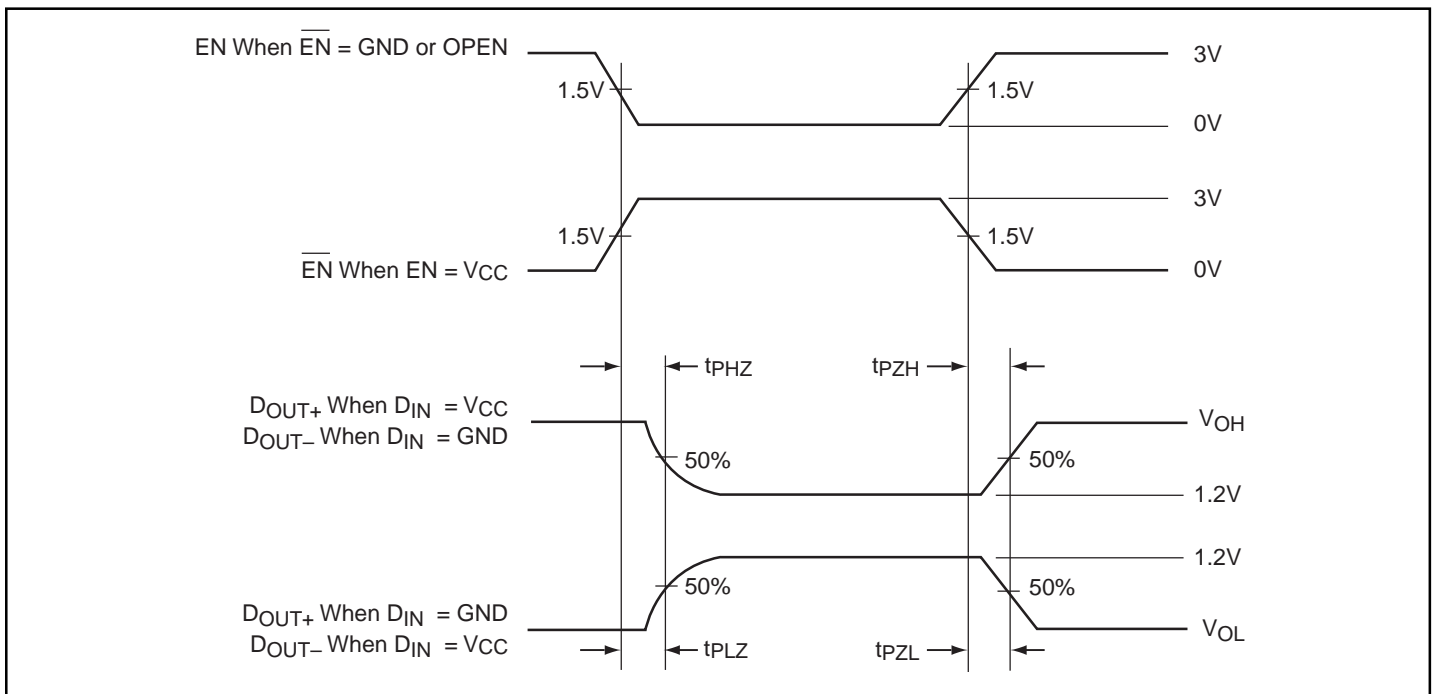 EN When E̅N̅ = GND or OPEN
3V
1.5V
1.5V
0V
3V
1.5V
1.5V
E̅N̅ When EN = VCC
0V
tPHZ
tPZH
DOUT+ When DIN = VCC
DOUT– When DIN = GND
VOH
50%
50%
1.2V
1.2V
50%
50%
DOUT+ When DIN = GND
DOUT– When DIN = VCC
VOL
tPLZ
tPZL